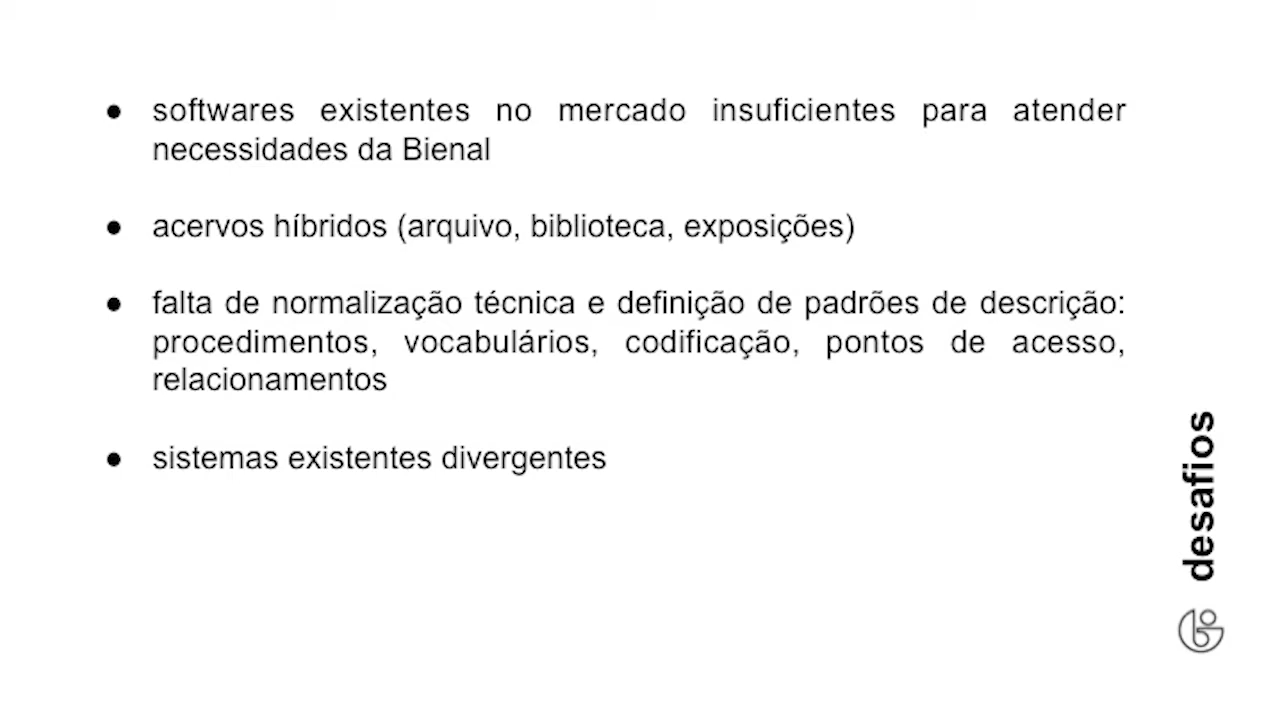 ● softwares existentes no mercado insuficientes para atender
necessidades da Bienal
● acervos híbridos (arquivo, biblioteca, exposições)
● falta de normalização técnica e definição de padrões de descrição:
procedimentos, vocabulários, codificação, pontos de acesso,
relacionamentos
● sistemas existentes divergentes
desafios